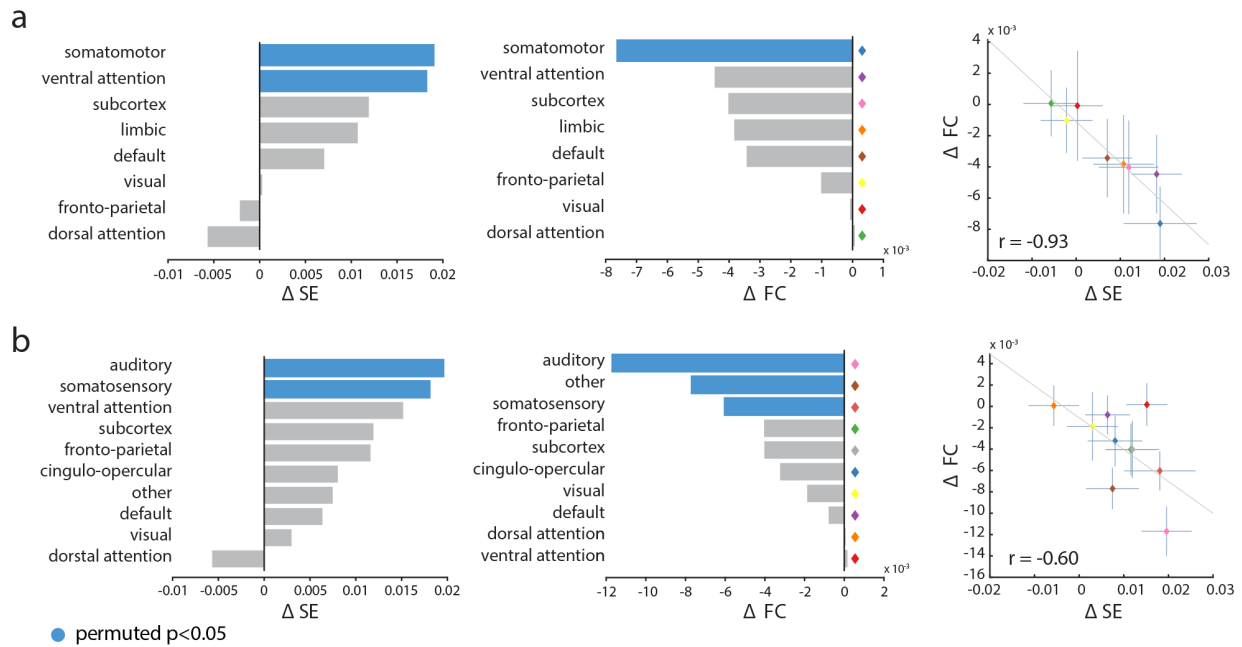 a
somatomotor
ventral attention
subcortex
limbic
default
visual
fronto-parietal
dorsal attention
-0.01 -0.005 0 0.005 0.01 0.015 0.02
Δ SE
somatomotor
ventral attention
subcortex
limbic
default
fronto-parietal
visual
dorsal attention
x 10⁻³
-8 -7 -6 -5 -4 -3 -2 -1 0 1
Δ FC
x 10⁻³
4
2
0
-2
-4
-6
-8
Δ FC
r = -0.93
-0.02 -0.01 0 0.01 0.02 0.03
Δ SE
b
auditory
somatosensory
ventral attention
subcortex
fronto-parietal
cingulo-opercular
other
default
visual
dorstal attention
-0.01 -0.005 0 0.005 0.01 0.015 0.02
Δ SE
auditory
other
somatosensory
fronto-parietal
subcortex
cingulo-opercular
visual
default
dorsal attention
ventral attention
x 10⁻³
-12 -10 -8 -6 -4 -2 0 2
Δ FC
x 10⁻³
4
2
0
-2
-4
-6
-8
-10
-12
-14
16
Δ FC
r = -0.60
-0.02 -0.01 0 0.01 0.02 0.03
Δ SE
permuted p<0.05